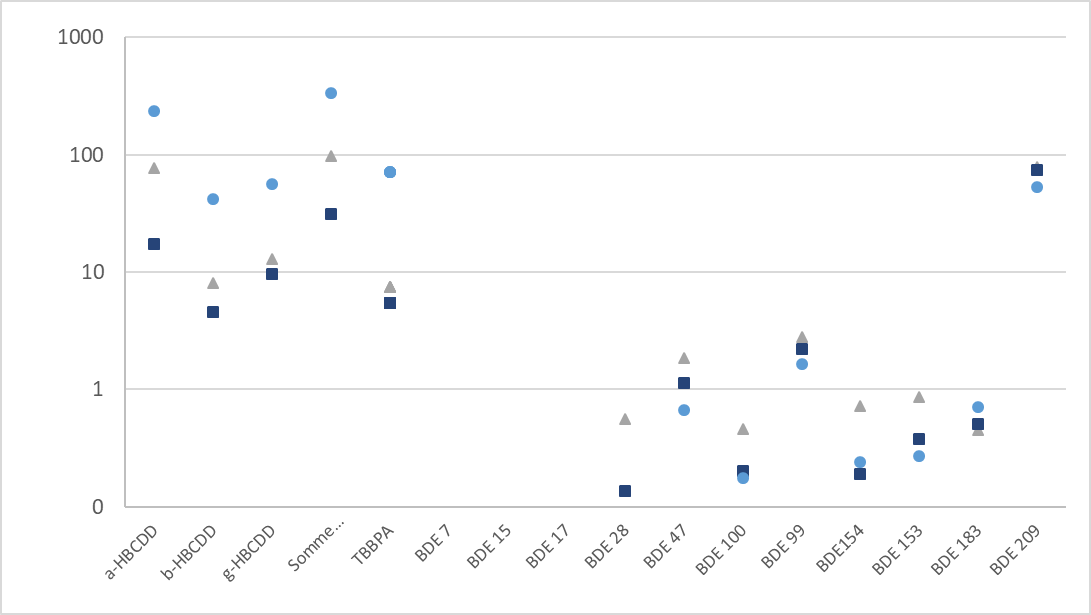 1000
100
10
1
0
a-HBCDD
b-HBCDD
g-HBCDD
Somme...
TBBPA
BDE 7
BDE 15
BDE 17
BDE 28
BDE 47
BDE 100
BDE 99
BDE154
BDE 153
BDE 183
BDE 209